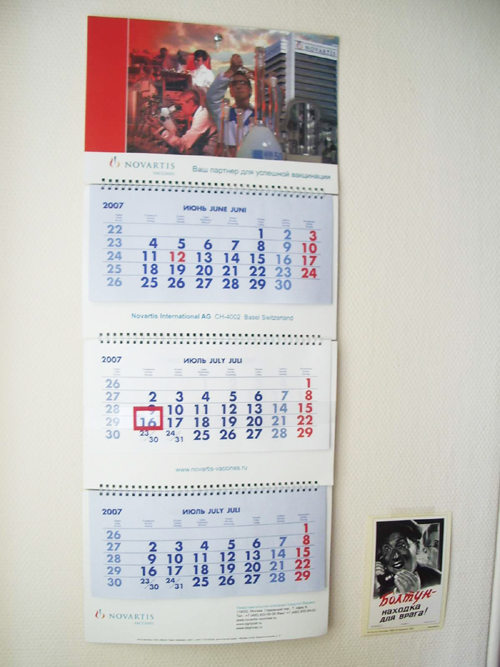 NOVARTIS
NOVARTIS
Ваш партнер для успешной вакцинации
2007 ИЮНЬ JUNE JUNI
22 1 2 3
23 4 5 6 7 8 9 10
24 11 12 13 14 15 16 17
25 18 19 20 21 22 23 24
26 25 26 27 28 29 30
Novartis International AG CH-4002 Basel Switzerland
2007 ИЮЛЬ JULY JULI
26 1
27 2 3 4 5 6 7 8
28 9 10 11 12 13 14 15
29 16 17 18 19 20 21 22
30 23/30 24/31 25 26 27 28 29
www.novartis-vaccines.ru
2007 ИЮЛЬ JULY JULI
26 1
27 2 3 4 5 6 7 8
28 9 10 11 12 13 14 15
29 16 17 18 19 20 21 22
30 23/30 24/31 25 26 27 28 29
NOVARTIS
Болтун-
находка
для врага!